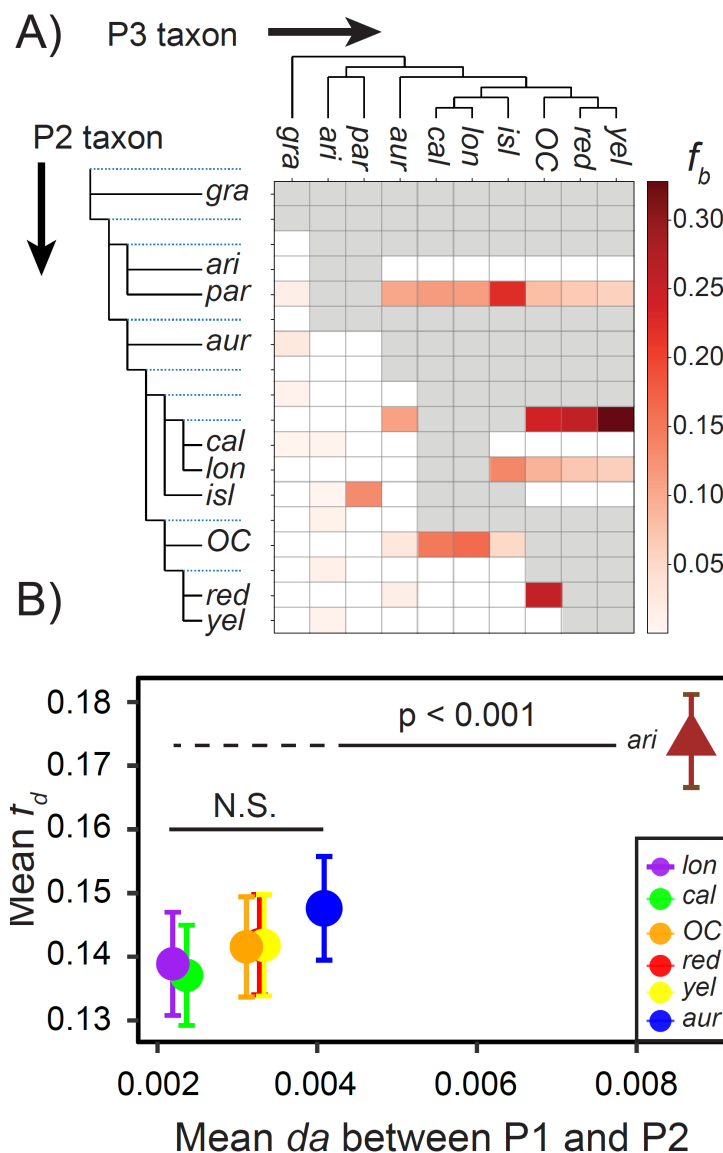 A)
P3 taxon
P2 taxon
gra ari par aur cal lon isl OC red yel
f_b
gra
ari
par
aur
cal
lon
isl
OC
red
yel
0.30
0.25
0.20
0.15
0.10
0.05
B)
Mean f_d
0.18
0.17
0.16
0.15
0.14
0.13
p < 0.001
ari
N.S.
lon
cal
OC
red
yel
aur
0.002 0.004 0.006 0.008
Mean da between P1 and P2